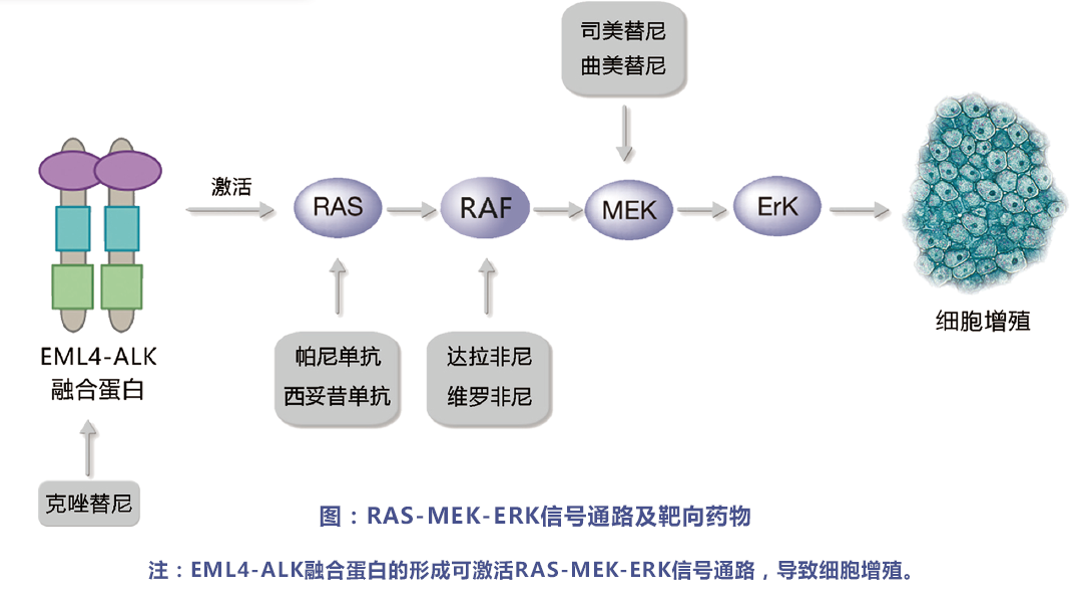 司美替尼
曲美替尼
激活
RAS
RAF
MEK
ErK
EML4-ALK
融合蛋白
细胞增殖
帕尼单抗
西妥昔单抗
达拉非尼
维罗非尼
克唑替尼
图：RAS-MEK-ERK信号通路及靶向药物
注：EML4-ALK融合蛋白的形成可激活RAS-MEK-ERK信号通路，导致细胞增殖。